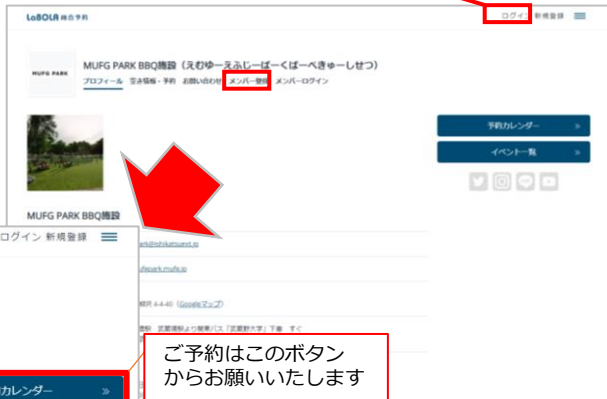 LaBOLA 総合予約
ログイン 新規登録
MUFG PARK
MUFG PARK BBQ施設（えむゆーえふじーぱーくばーべきゅーしせつ）
プロフィール 空き情報・予約 お問い合わせ メンバー登録 メンバーログイン
予約カレンダー »
イベント一覧 »
MUFG PARK BBQ施設
ログイン 新規登録
4-4-40（Googleマップ）
カレンダー »
ご予約はこのボタン
からお願いいたします